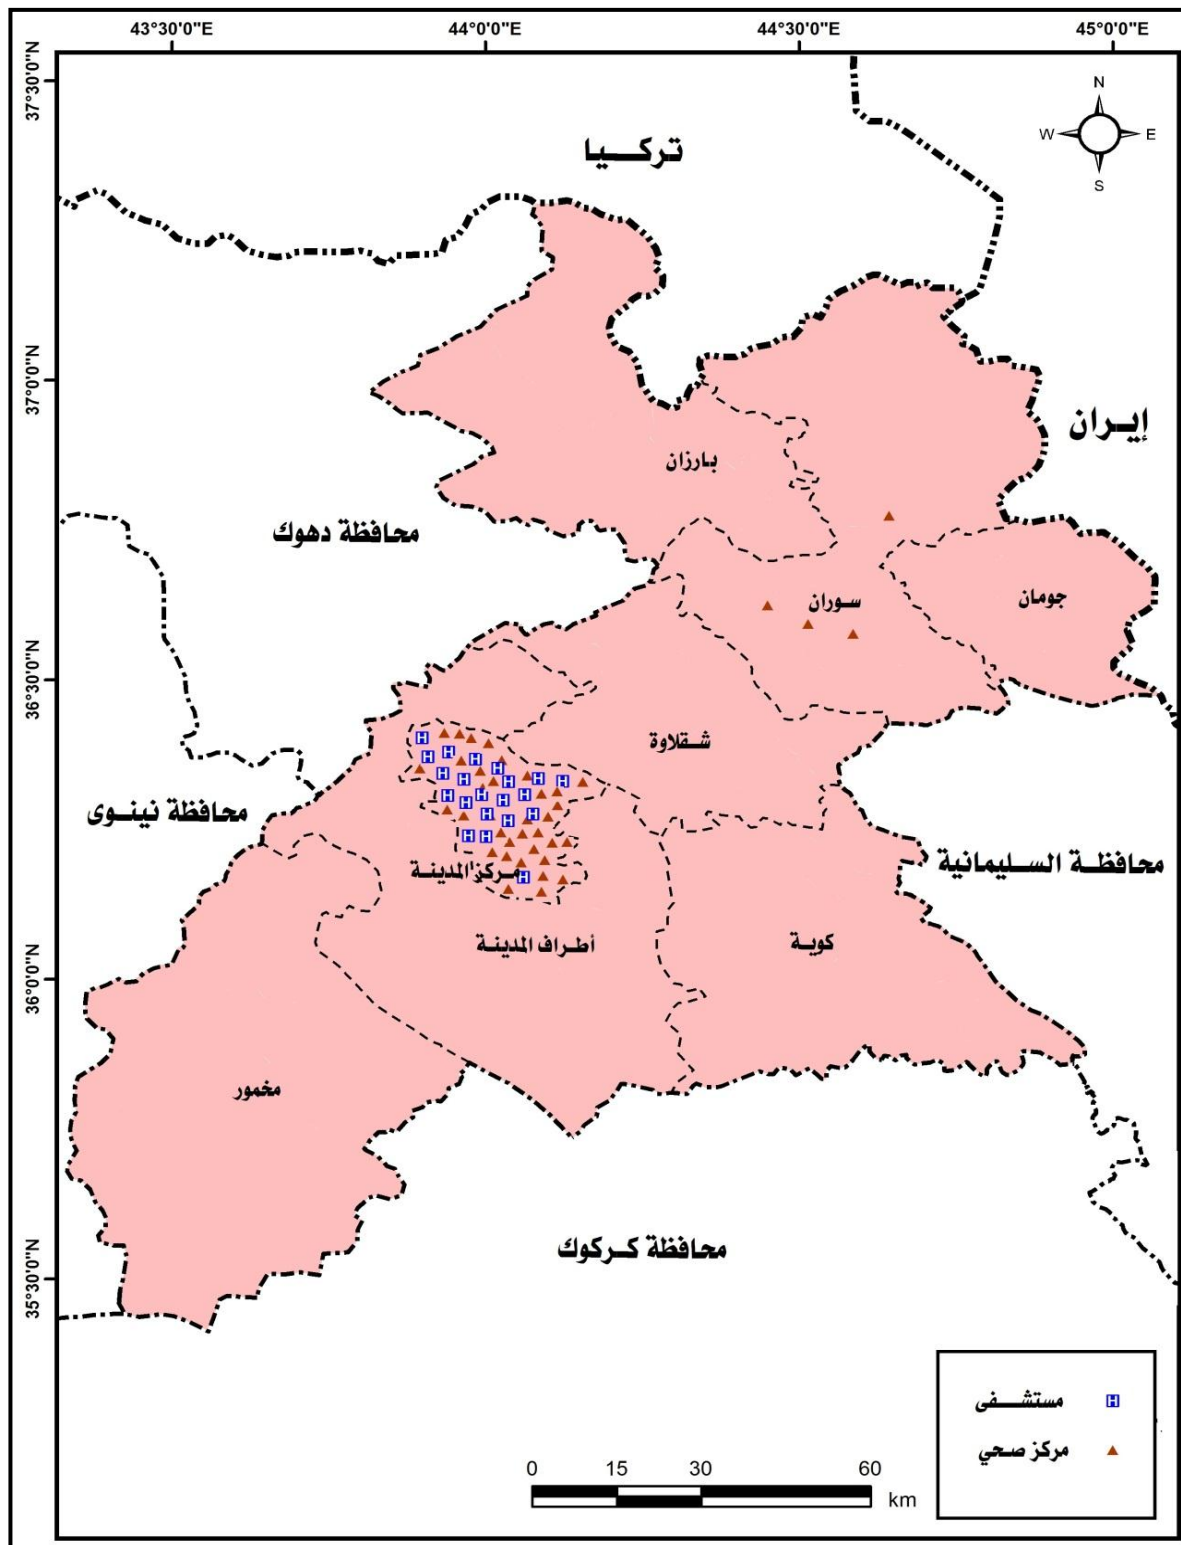 43°30'0"E
44°0'0"E
44°30'0"E
45°0'0"E
37°30'0"N
37°0'0"N
36°30'0"N
36°0'0"N
35°30'0"N
N
W
E
S
تركيا
إيران
بارزان
محافظة دهوك
سوران
جومان
شقلاوة
محافظة نينوى
محافظة السليمانية
مركز المدينة
أطراف المدينة
كوية
مخمور
محافظة كركوك
H H H H H H H H H H H H H H H H H H H H H H
مستشفى H
مركز صحي
0 15 30 60
km